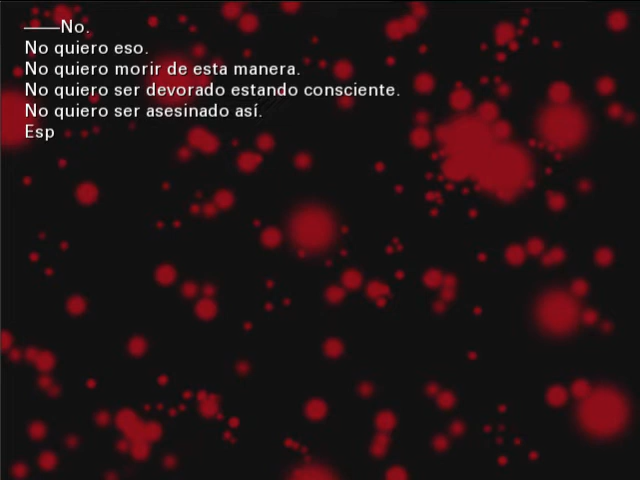 ——No.
No quiero eso.
No quiero morir de esta manera.
No quiero ser devorado estando consciente.
No quiero ser asesinado así.
Esp